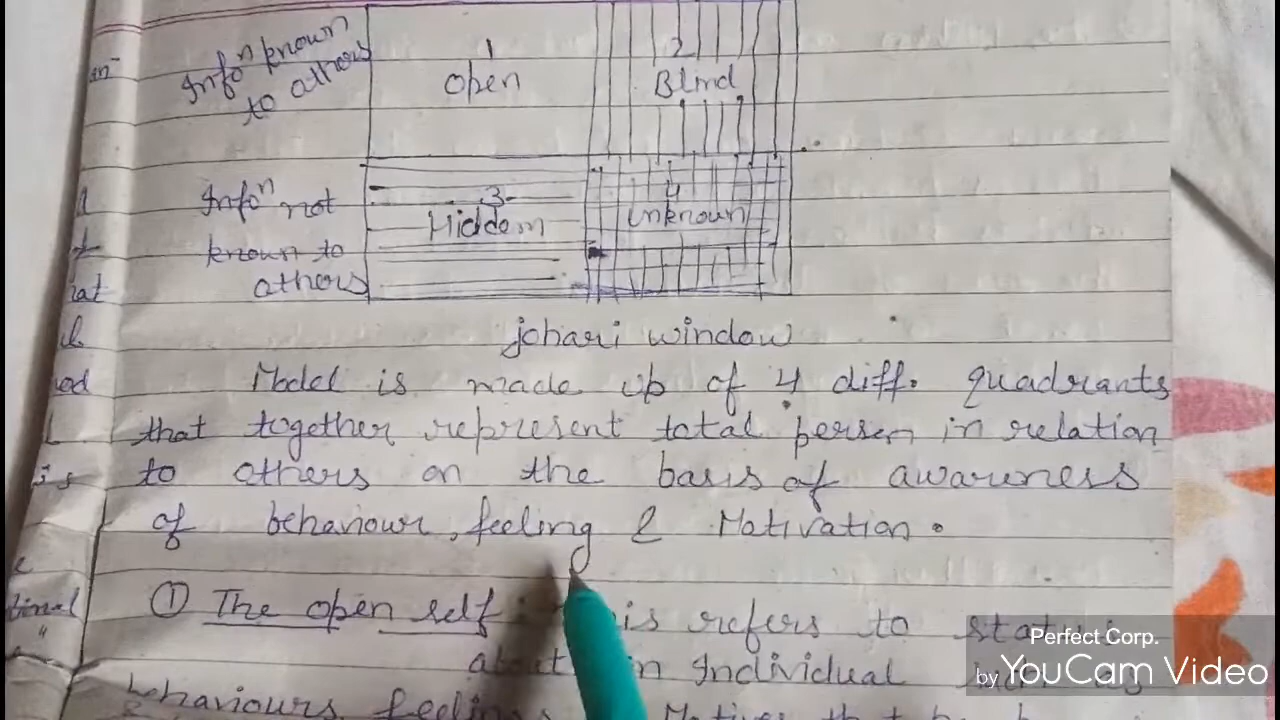 Infoⁿ known
to others
1
open
2
Blind
Infoⁿ not
known to
others
3
Hidden
4
Unknown
johari window
Model is made up of 4 diff. quadrants
that together represent total person in relation
to others on the basis of awareness
of behaviour, feeling & Motivation.
① The open self : refers to
Individual
behaviours, feelings
Perfect Corp.
by YouCam Video